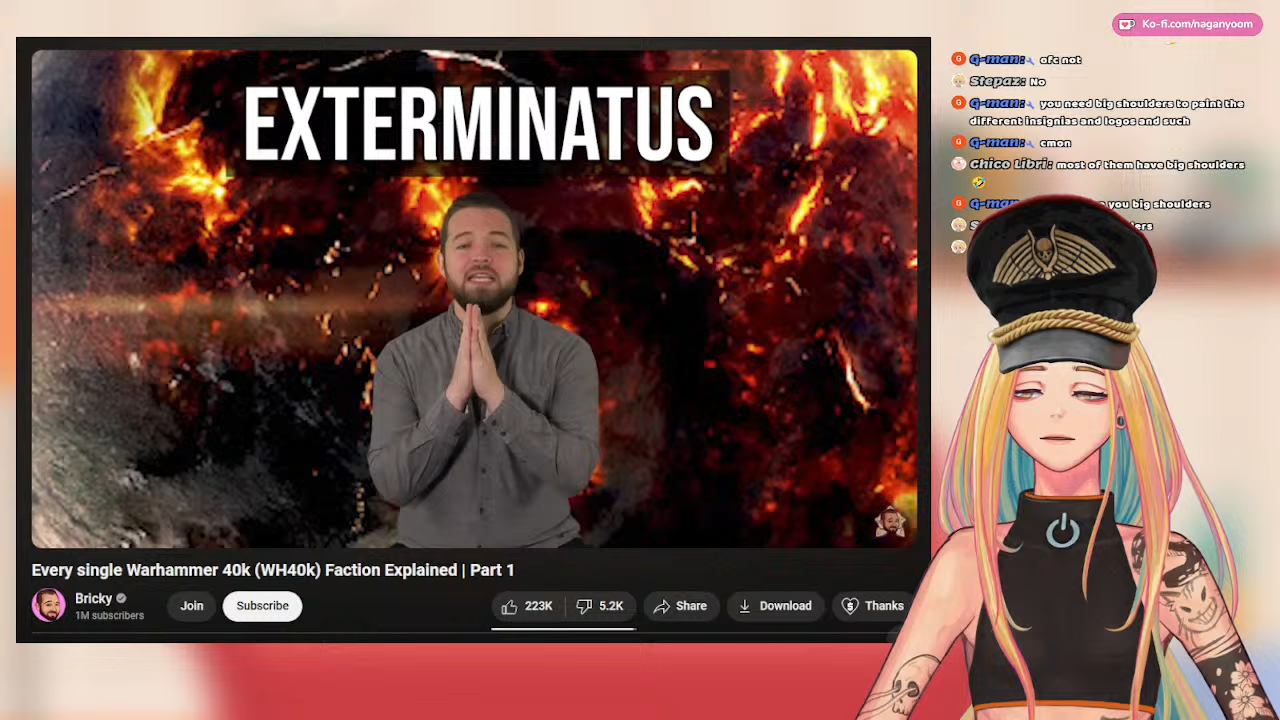 Ko-fi.com/naganyoom
EXTERMINATUS
G-man: ofc not
Stepaz: No
G-man: you need big shoulders to paint the
different insignias and logos and such
G-man: cmon
Chico Libri: most of them have big shoulders
G-man you big shoulders
Every single Warhammer 40k (WH40k) Faction Explained | Part 1
Bricky
1M subscribers
Join
Subscribe
223K
5.2K
Share
Download
Thanks